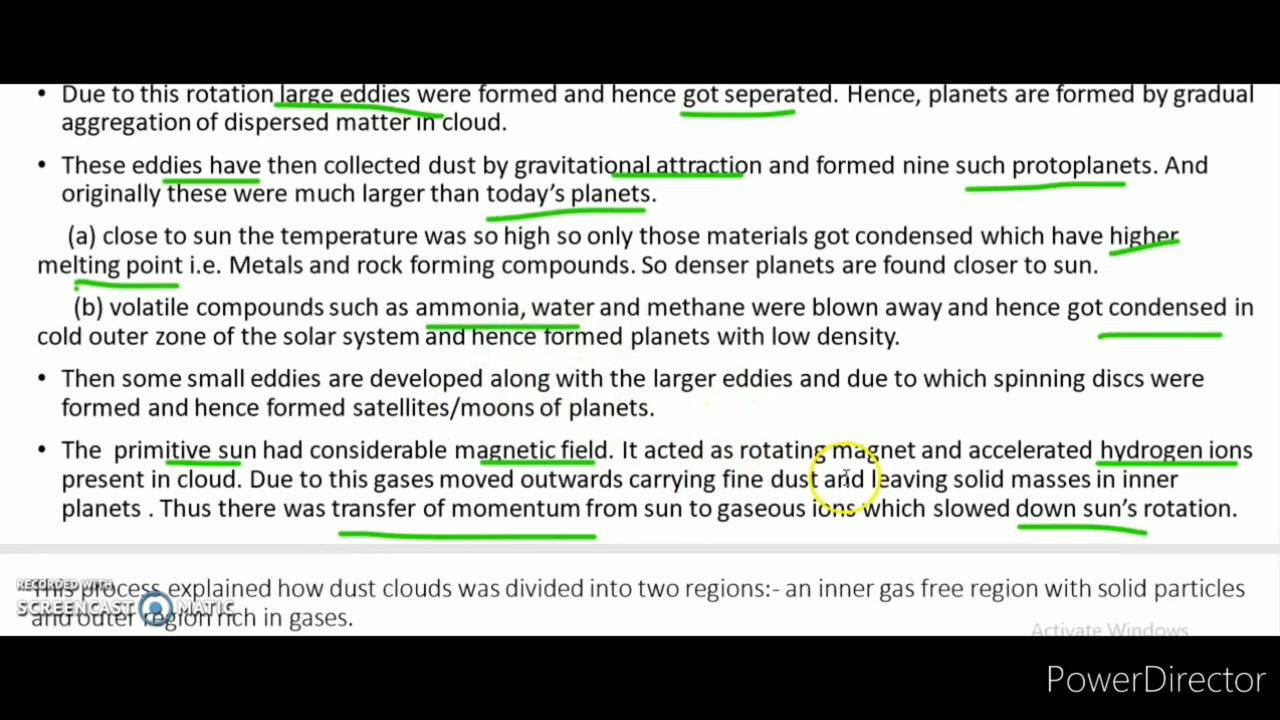 • Due to this rotation large eddies were formed and hence got seperated. Hence, planets are formed by gradual
aggregation of dispersed matter in cloud.
• These eddies have then collected dust by gravitational attraction and formed nine such protoplanets. And
originally these were much larger than today's planets.
(a) close to sun the temperature was so high so only those materials got condensed which have higher
melting point i.e. Metals and rock forming compounds. So denser planets are found closer to sun.
(b) volatile compounds such as ammonia, water and methane were blown away and hence got condensed in
cold outer zone of the solar system and hence formed planets with low density.
• Then some small eddies are developed along with the larger eddies and due to which spinning discs were
formed and hence formed satellites/moons of planets.
• The primitive sun had considerable magnetic field. It acted as rotating magnet and accelerated hydrogen ions
present in cloud. Due to this gases moved outwards carrying fine dust and leaving solid masses in inner
planets . Thus there was transfer of momentum from sun to gaseous ions which slowed down sun's rotation.
This process explained how dust clouds was divided into two regions:- an inner gas free region with solid particles
and outer region rich in gases.
RECORDED WITH
SCREENCAST MATIC
Activate Windows
PowerDirector